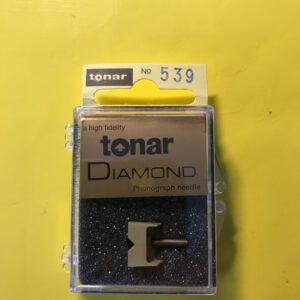 tonar No 539
a high fidelity
tonar
DIAMOND
Phonograph needle